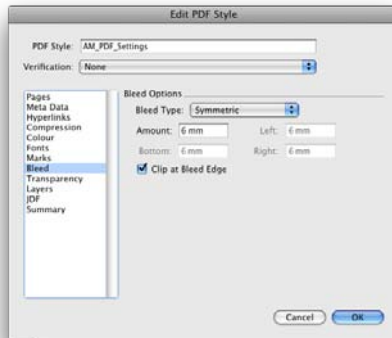 Edit PDF Style
PDF Style: AM_PDF_Settings
Verification: None
Pages
Meta Data
Hyperlinks
Compression
Colour
Fonts
Marks
Bleed
Transparency
Layers
JDF
Summary
Bleed Options
Bleed Type: Symmetric
Amount: 6 mm Left: 6 mm
Bottom: 6 mm Right: 6 mm
Clip at Bleed Edge
Cancel OK